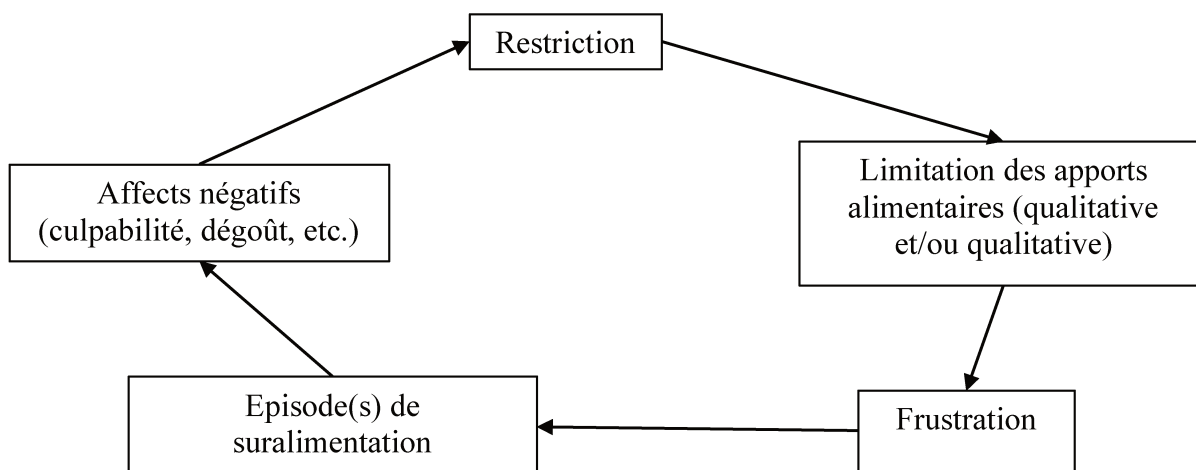 Restriction
Limitation des apports
alimentaires (qualitative
et/ou qualitative)
Frustration
Episode(s) de
suralimentation
Affects négatifs
(culpabilité, dégoût, etc.)